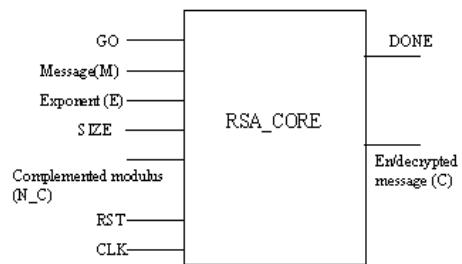 GO
Message(M)
Exponent (E)
SIZE
Complemented modulus
(N_C)
RST
CLK
RSA_CORE
DONE
En/decrypted
message (C)